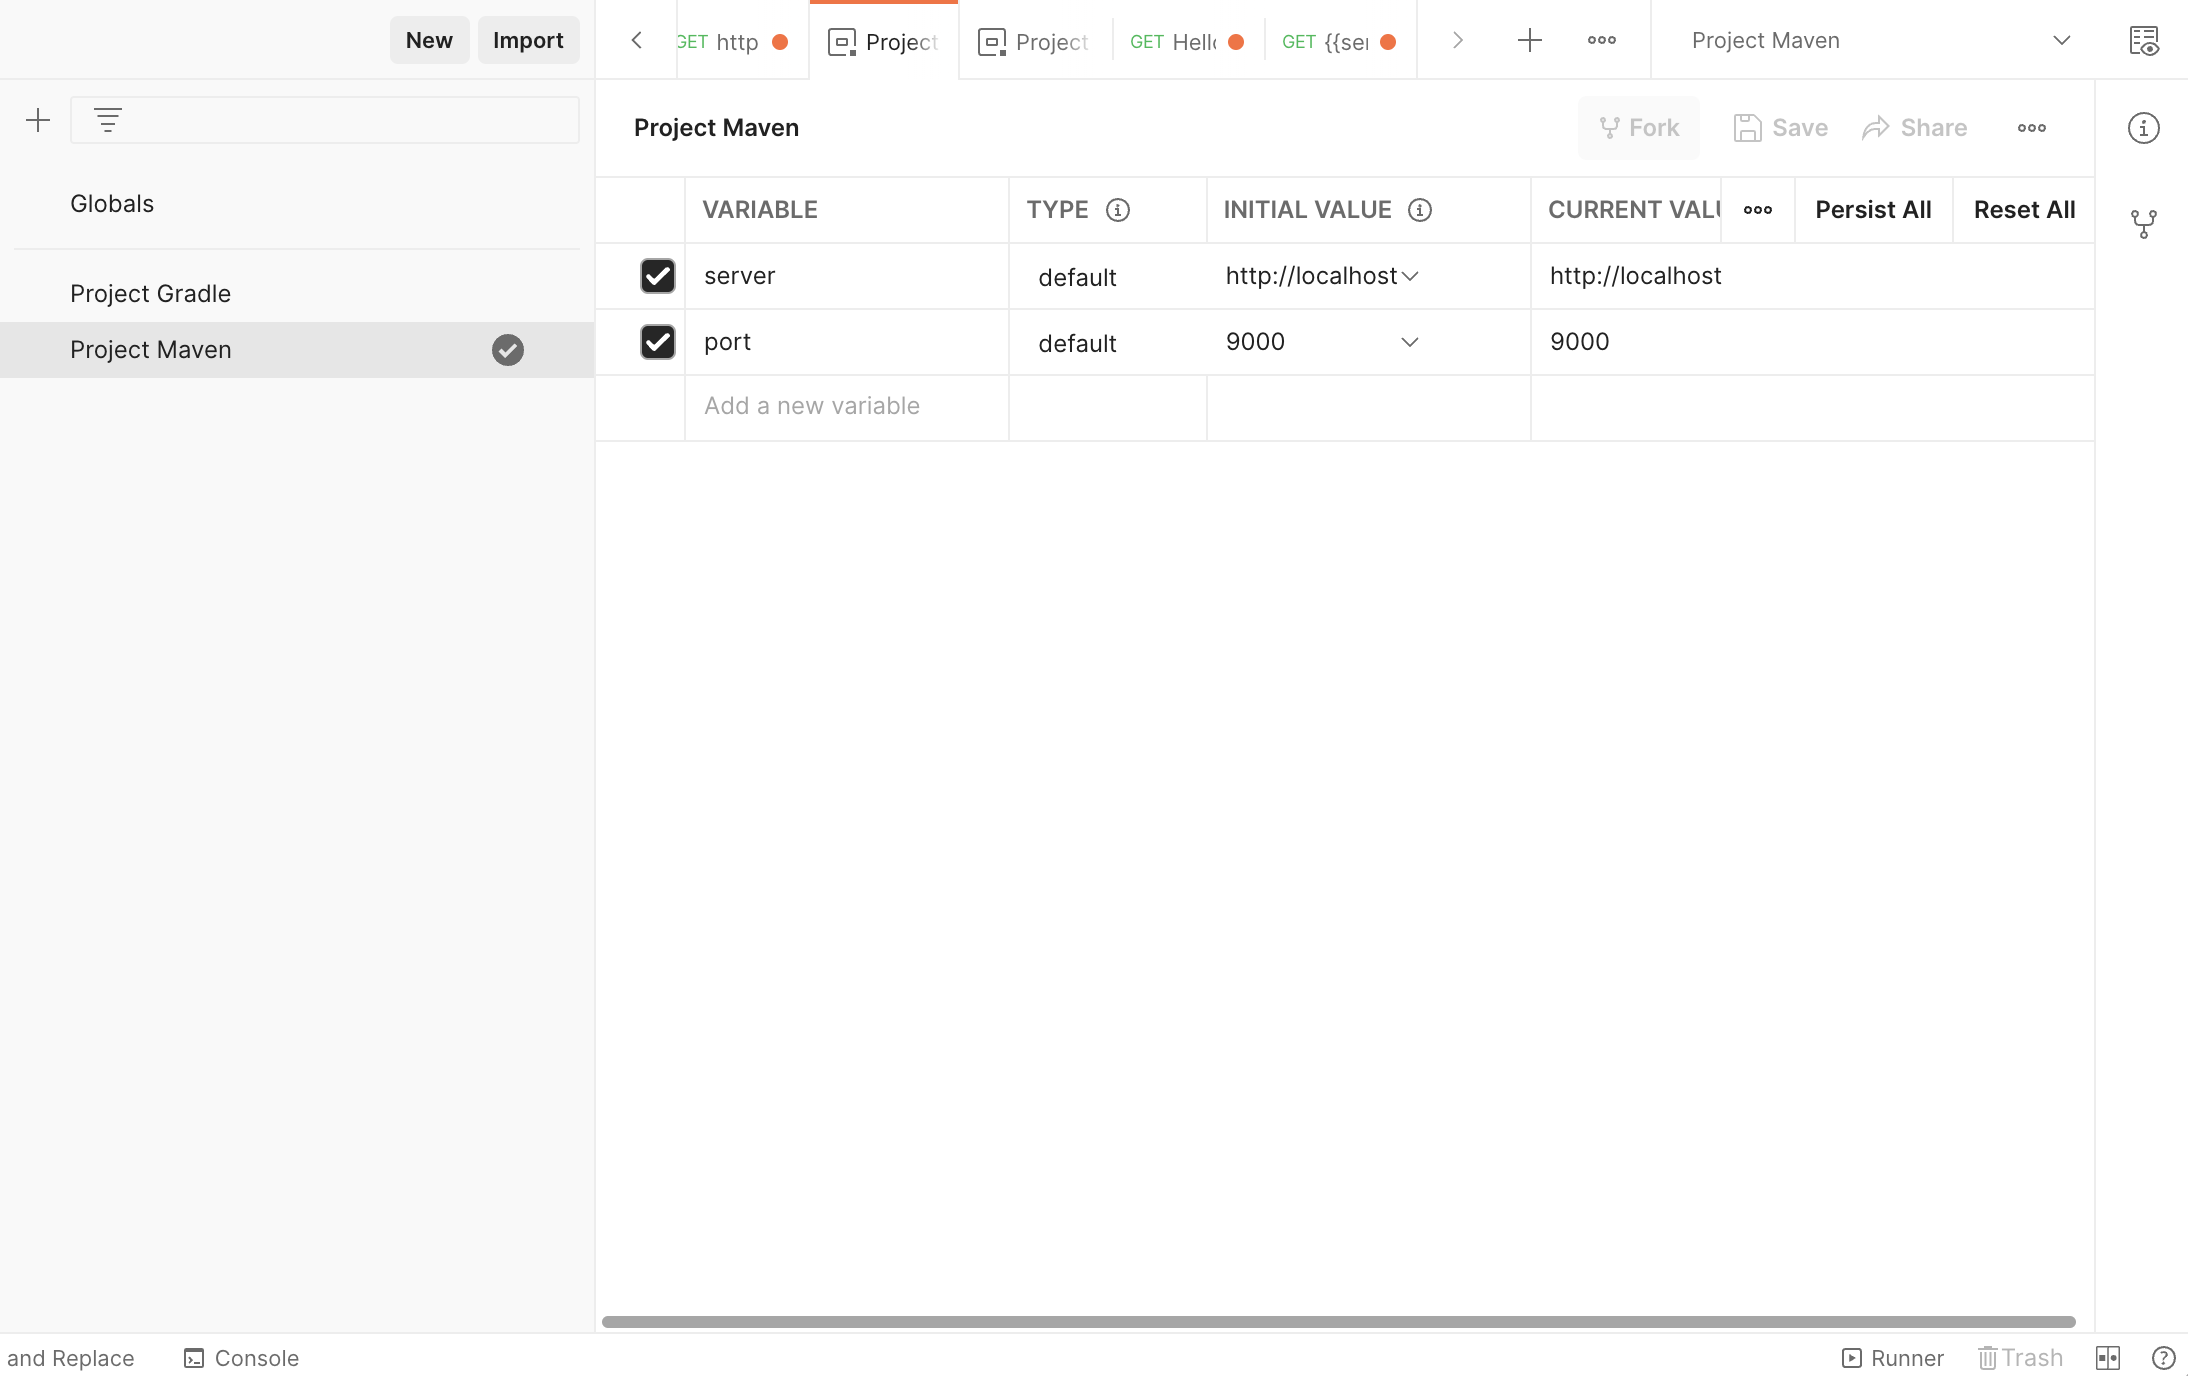 New Import
GET http
Project
Project
GET Hello
GET {{ser
Project Maven
Globals
Project Gradle
Project Maven
Project Maven
Fork Save Share
VARIABLE TYPE INITIAL VALUE CURRENT VALU Persist All Reset All
server default http://localhost http://localhost
port default 9000 9000
Add a new variable
and Replace Console Runner Trash